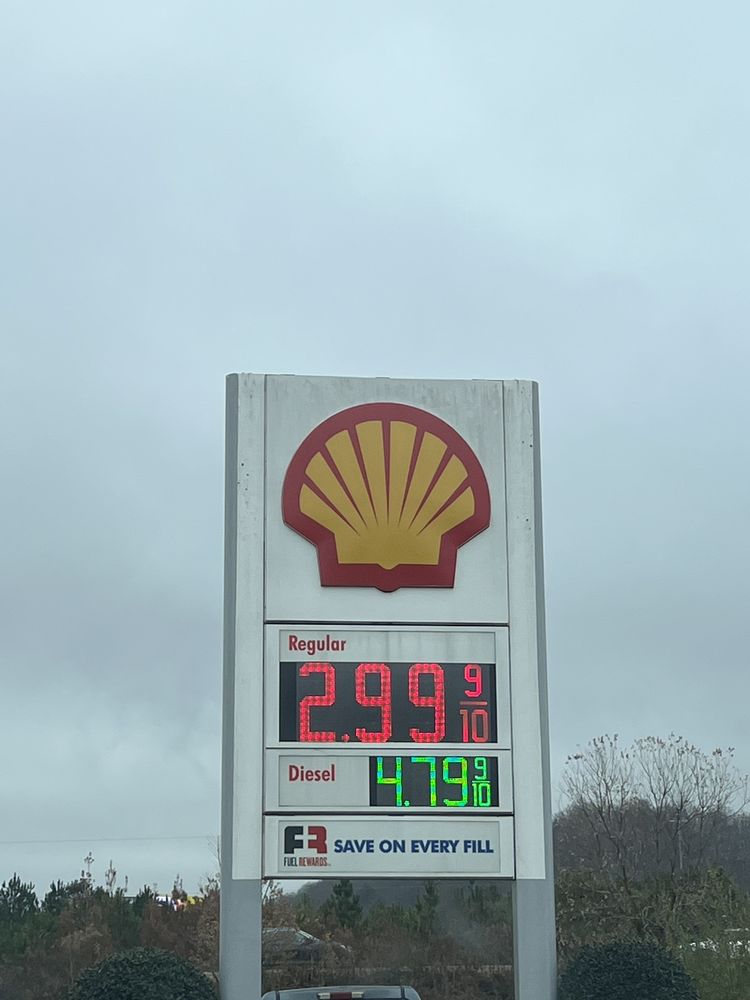 Regular
2.99 9/10
Diesel
4.79 9/10
FR SAVE ON EVERY FILL
FUEL REWARDS